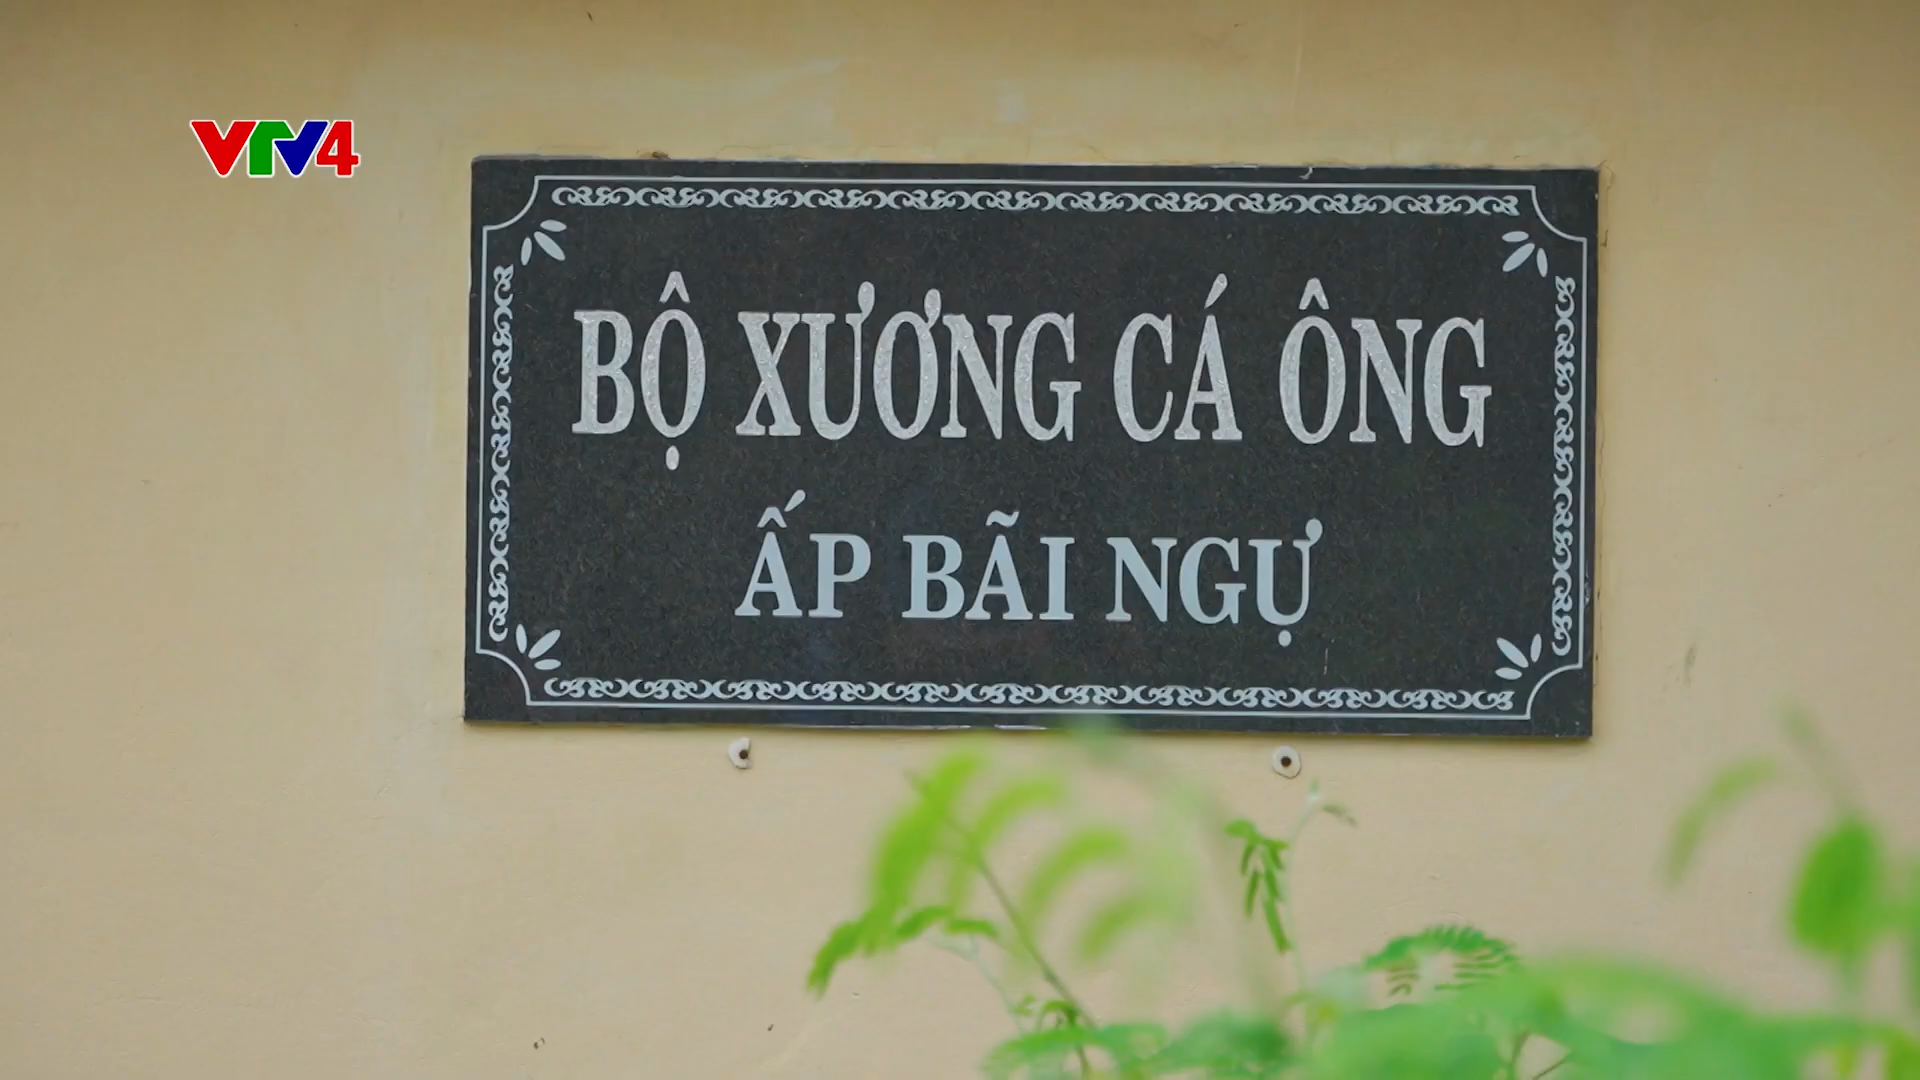 VTV4
BỘ XƯƠNG CÁ ÔNG
ẤP BÃI NGỰ